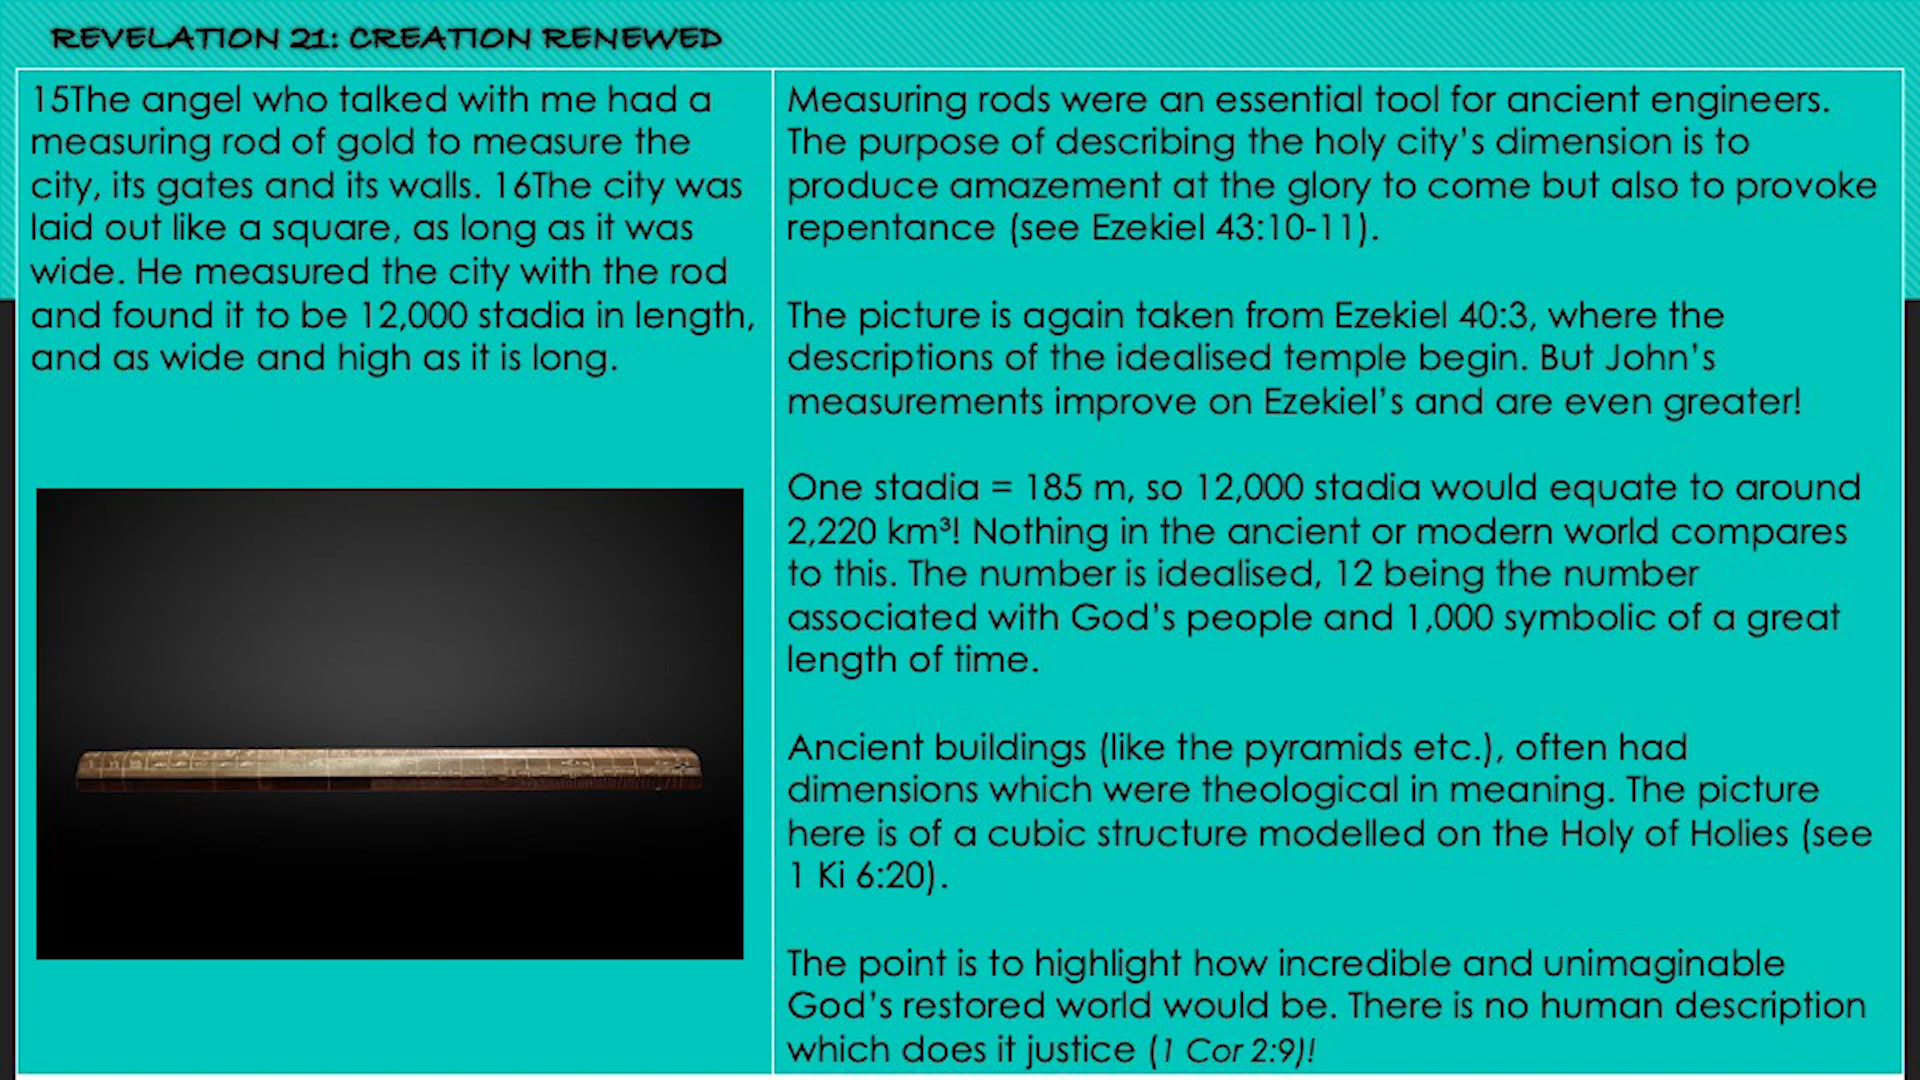 REVELATION 21: CREATION RENEWED
15The angel who talked with me had a
measuring rod of gold to measure the
city, its gates and its walls. 16The city was
laid out like a square, as long as it was
wide. He measured the city with the rod
and found it to be 12,000 stadia in length,
and as wide and high as it is long.
Measuring rods were an essential tool for ancient engineers.
The purpose of describing the holy city’s dimension is to
produce amazement at the glory to come but also to provoke
repentance (see Ezekiel 43:10-11).
The picture is again taken from Ezekiel 40:3, where the
descriptions of the idealised temple begin. But John’s
measurements improve on Ezekiel’s and are even greater!
One stadia = 185 m, so 12,000 stadia would equate to around
2,220 km³! Nothing in the ancient or modern world compares
to this. The number is idealised, 12 being the number
associated with God’s people and 1,000 symbolic of a great
length of time.
Ancient buildings (like the pyramids etc.), often had
dimensions which were theological in meaning. The picture
here is of a cubic structure modelled on the Holy of Holies (see
1 Ki 6:20).
The point is to highlight how incredible and unimaginable
God’s restored world would be. There is no human description
which does it justice (1 Cor 2:9)!